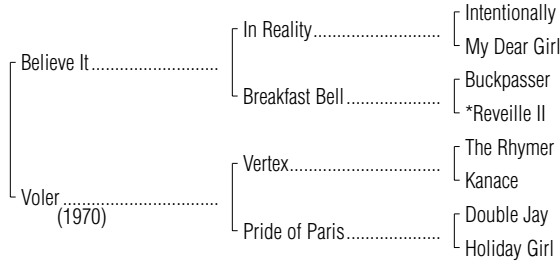 Intentionally
In Reality....................
My Dear Girl
Believe It.........................
Buckpasser
Breakfast Bell..............
*Reveille II
The Rhymer
Vertex.........................
Kanace
Voler ..............................
(1970)
Double Jay
Pride of Paris...............
Holiday Girl